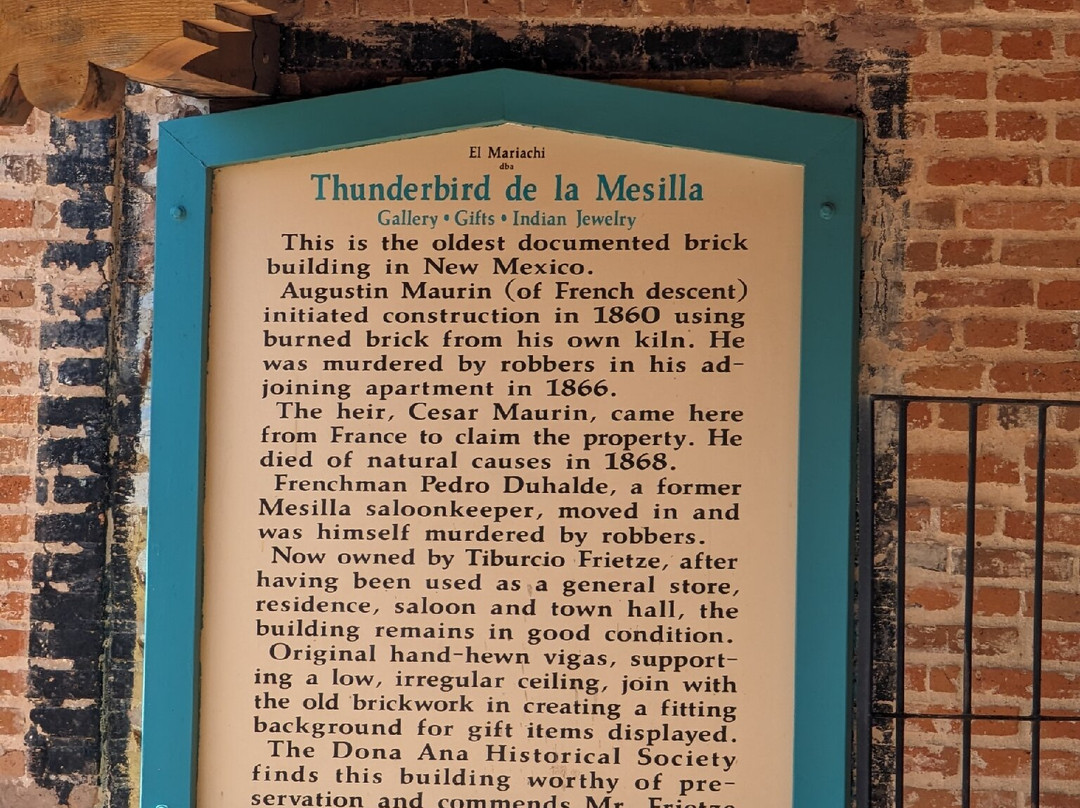 El Mariachi
dba
Thunderbird de la Mesilla
Gallery • Gifts • Indian Jewelry
This is the oldest documented brick
building in New Mexico.
Augustin Maurin (of French descent)
initiated construction in 1860 using
burned brick from his own kiln. He
was murdered by robbers in his ad-
joining apartment in 1866.
The heir, Cesar Maurin, came here
from France to claim the property. He
died of natural causes in 1868.
Frenchman Pedro Duhalde, a former
Mesilla saloonkeeper, moved in and
was himself murdered by robbers.
Now owned by Tiburcio Frietze, after
having been used as a general store,
residence, saloon and town hall, the
building remains in good condition.
Original hand-hewn vigas, support-
ing a low, irregular ceiling, join with
the old brickwork in creating a fitting
background for gift items displayed.
The Dona Ana Historical Society
finds this building worthy of pre-
servation and commends Mr. Frietze